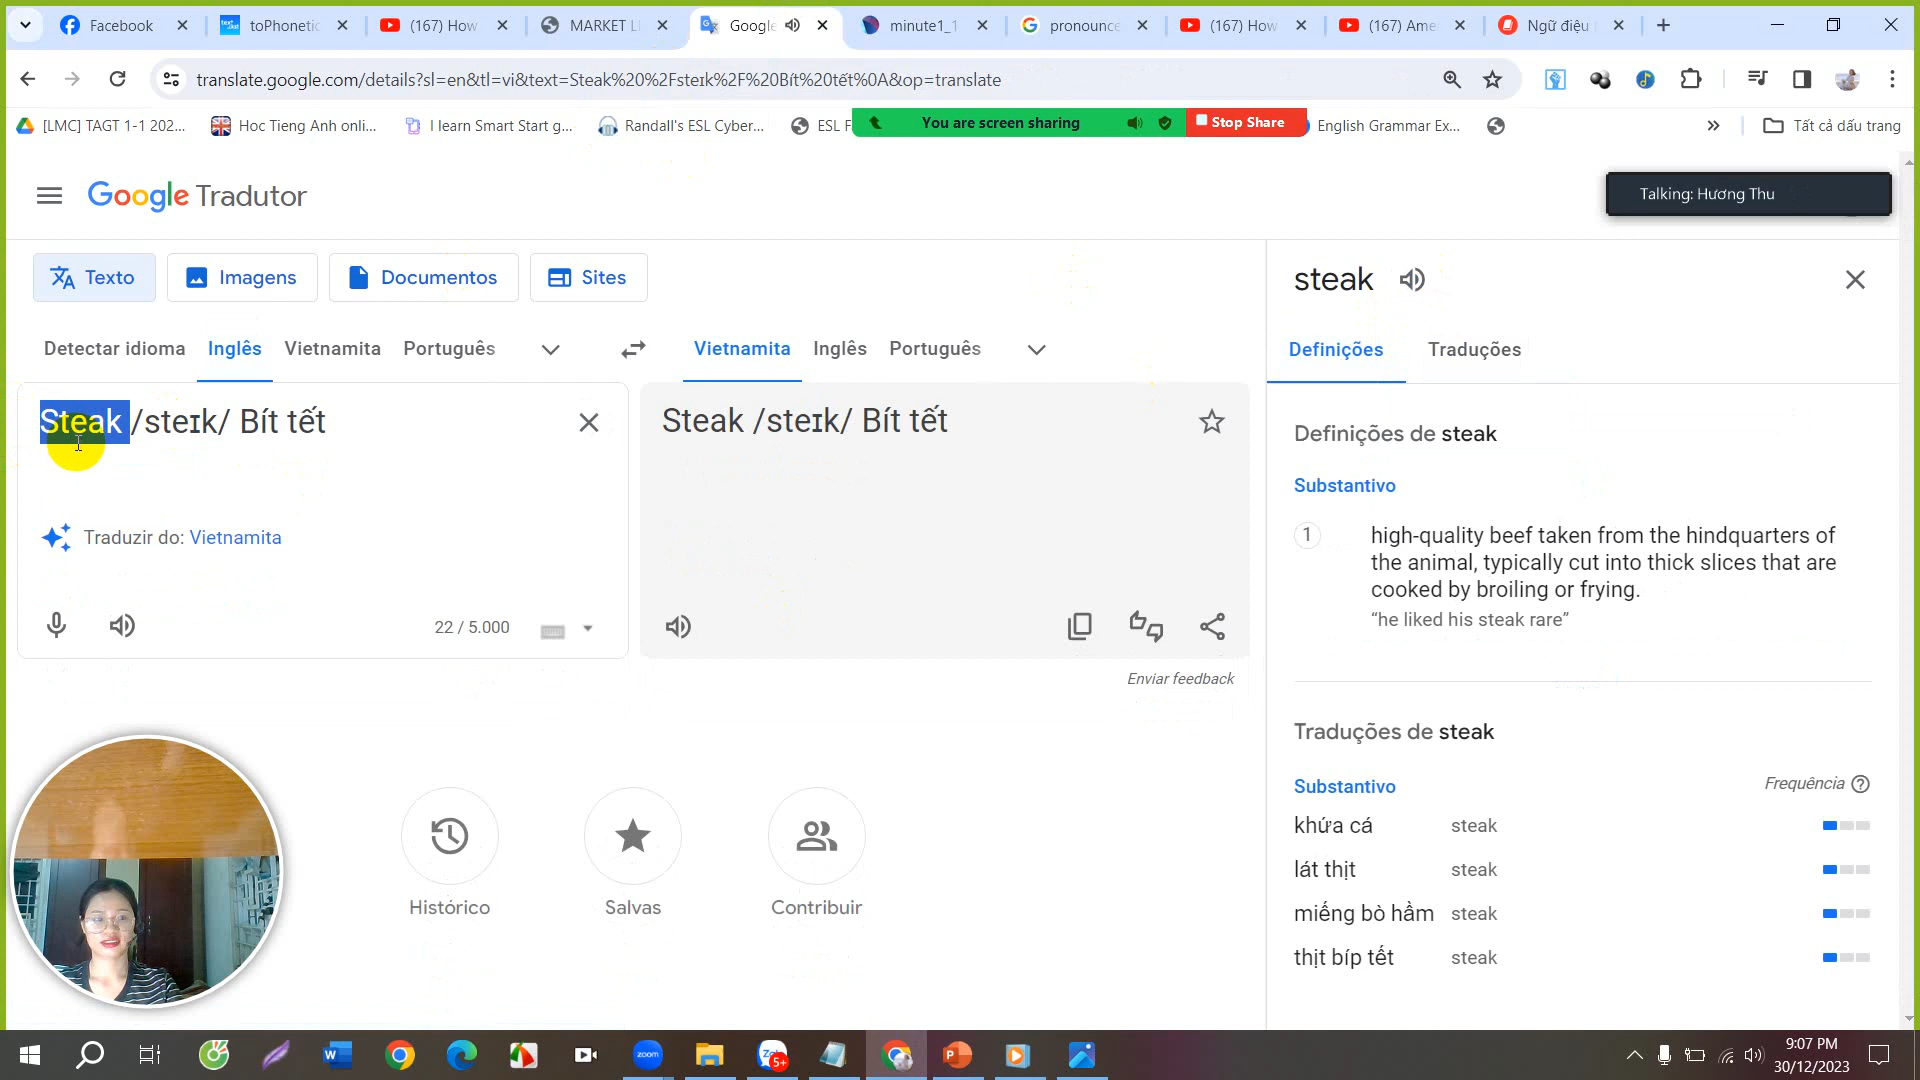 Facebook
toPhonetic
(167) How
MARKET LI
Google
minute1_1
pronounce
(167) How
(167) Ame
Ngữ điệu
translate.google.com/details?sl=en&tl=vi&text=Steak%20%2Fsteɪk%2F%20Bít%20tết%0A&op=translate
[LMC] TAGT 1-1 202...
Hoc Tieng Anh onli...
I learn Smart Start g...
Randall's ESL Cyber...
ESL F
You are screen sharing
Stop Share
English Grammar Ex...
Tất cả dấu trang
Google Tradutor
Talking: Hương Thu
Texto
Imagens
Documentos
Sites
steak
Detectar idioma
Inglês
Vietnamita
Português
Vietnamita
Inglês
Português
Definições
Traduções
Steak /steɪk/ Bít tết
Steak /steɪk/ Bít tết
Definições de steak
Substantivo
1
high-quality beef taken from the hindquarters of
the animal, typically cut into thick slices that are
cooked by broiling or frying.
“he liked his steak rare”
Traduzir do: Vietnamita
22 / 5.000
Enviar feedback
Traduções de steak
Substantivo
Frequência
khứa cá steak
lát thịt steak
miếng bò hầm steak
thịt bíp tết steak
Histórico
Salvas
Contribuir
zoom
5+
9:07 PM
30/12/2023